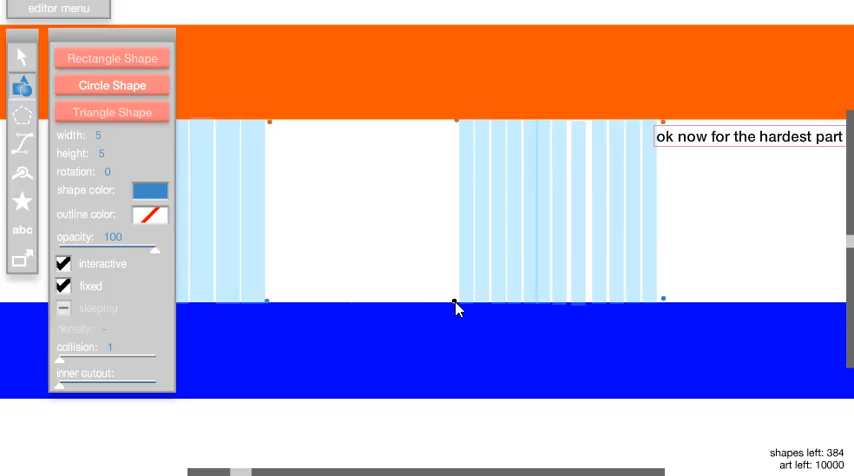 editor menu
Rectangle Shape
Circle Shape
Triangle Shape
width: 5
height: 5
rotation: 0
shape color:
outline color:
opacity: 100
interactive
fixed
sleeping
density: -
collision: 1
inner cutout:
abc
ok now for the hardest part
shapes left: 384
art left: 10000